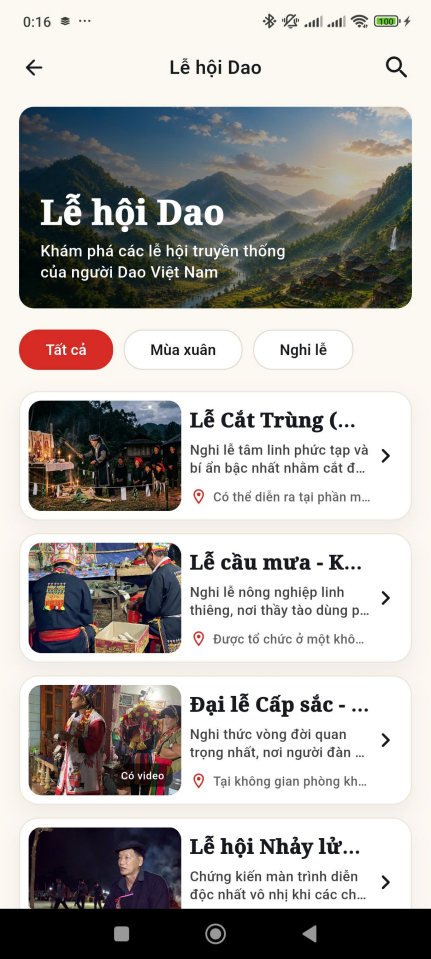 0:16
100
Lễ hội Dao
Lễ hội Dao
Khám phá các lễ hội truyền thống
của người Dao Việt Nam
Tất cả
Mùa xuân
Nghi lễ
Lễ Cắt Trùng (...
Nghi lễ tâm linh phức tạp và
bí ẩn bậc nhất nhằm cắt đ...
Có thể diễn ra tại phần m...
Lễ cầu mưa - K...
Nghi lễ nông nghiệp linh
thiêng, nơi thầy tào dùng p...
Được tổ chức ở một khô...
Đại lễ Cấp sắc - ...
Nghi thức vòng đời quan
trọng nhất, nơi người đàn ...
Tại không gian phòng kh...
Có video
Lễ hội Nhảy lử...
Chứng kiến màn trình diễn
độc nhất vô nhị khi các ch...